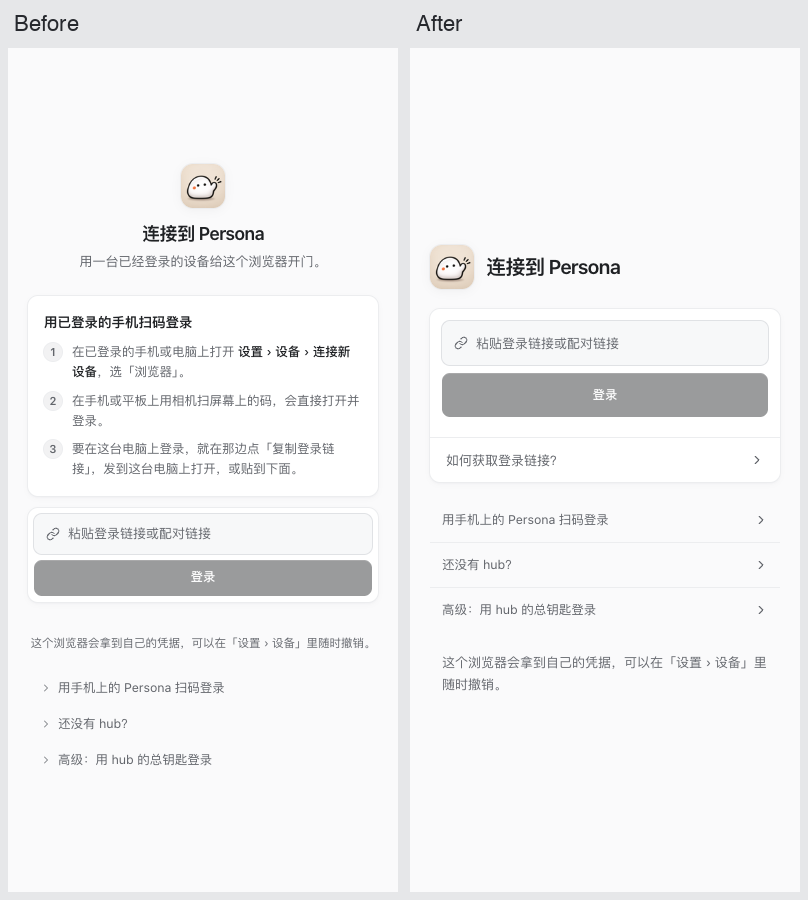 Before
连接到 Persona
用一台已经登录的设备给这个浏览器开门。
用已登录的手机扫码登录
1 在已登录的手机或电脑上打开 设置 › 设备 › 连接新
设备，选「浏览器」。
2 在手机或平板上用相机扫屏幕上的码，会直接打开并
登录。
3 要在这台电脑上登录，就在那边点「复制登录链
接」，发到这台电脑上打开，或贴到下面。
粘贴登录链接或配对链接
登录
这个浏览器会拿到自己的凭据，可以在「设置 › 设备」里随时撤销。
用手机上的 Persona 扫码登录
还没有 hub?
高级：用 hub 的总钥匙登录
After
连接到 Persona
粘贴登录链接或配对链接
登录
如何获取登录链接?
用手机上的 Persona 扫码登录
还没有 hub?
高级：用 hub 的总钥匙登录
这个浏览器会拿到自己的凭据，可以在「设置 › 设备」里
随时撤销。